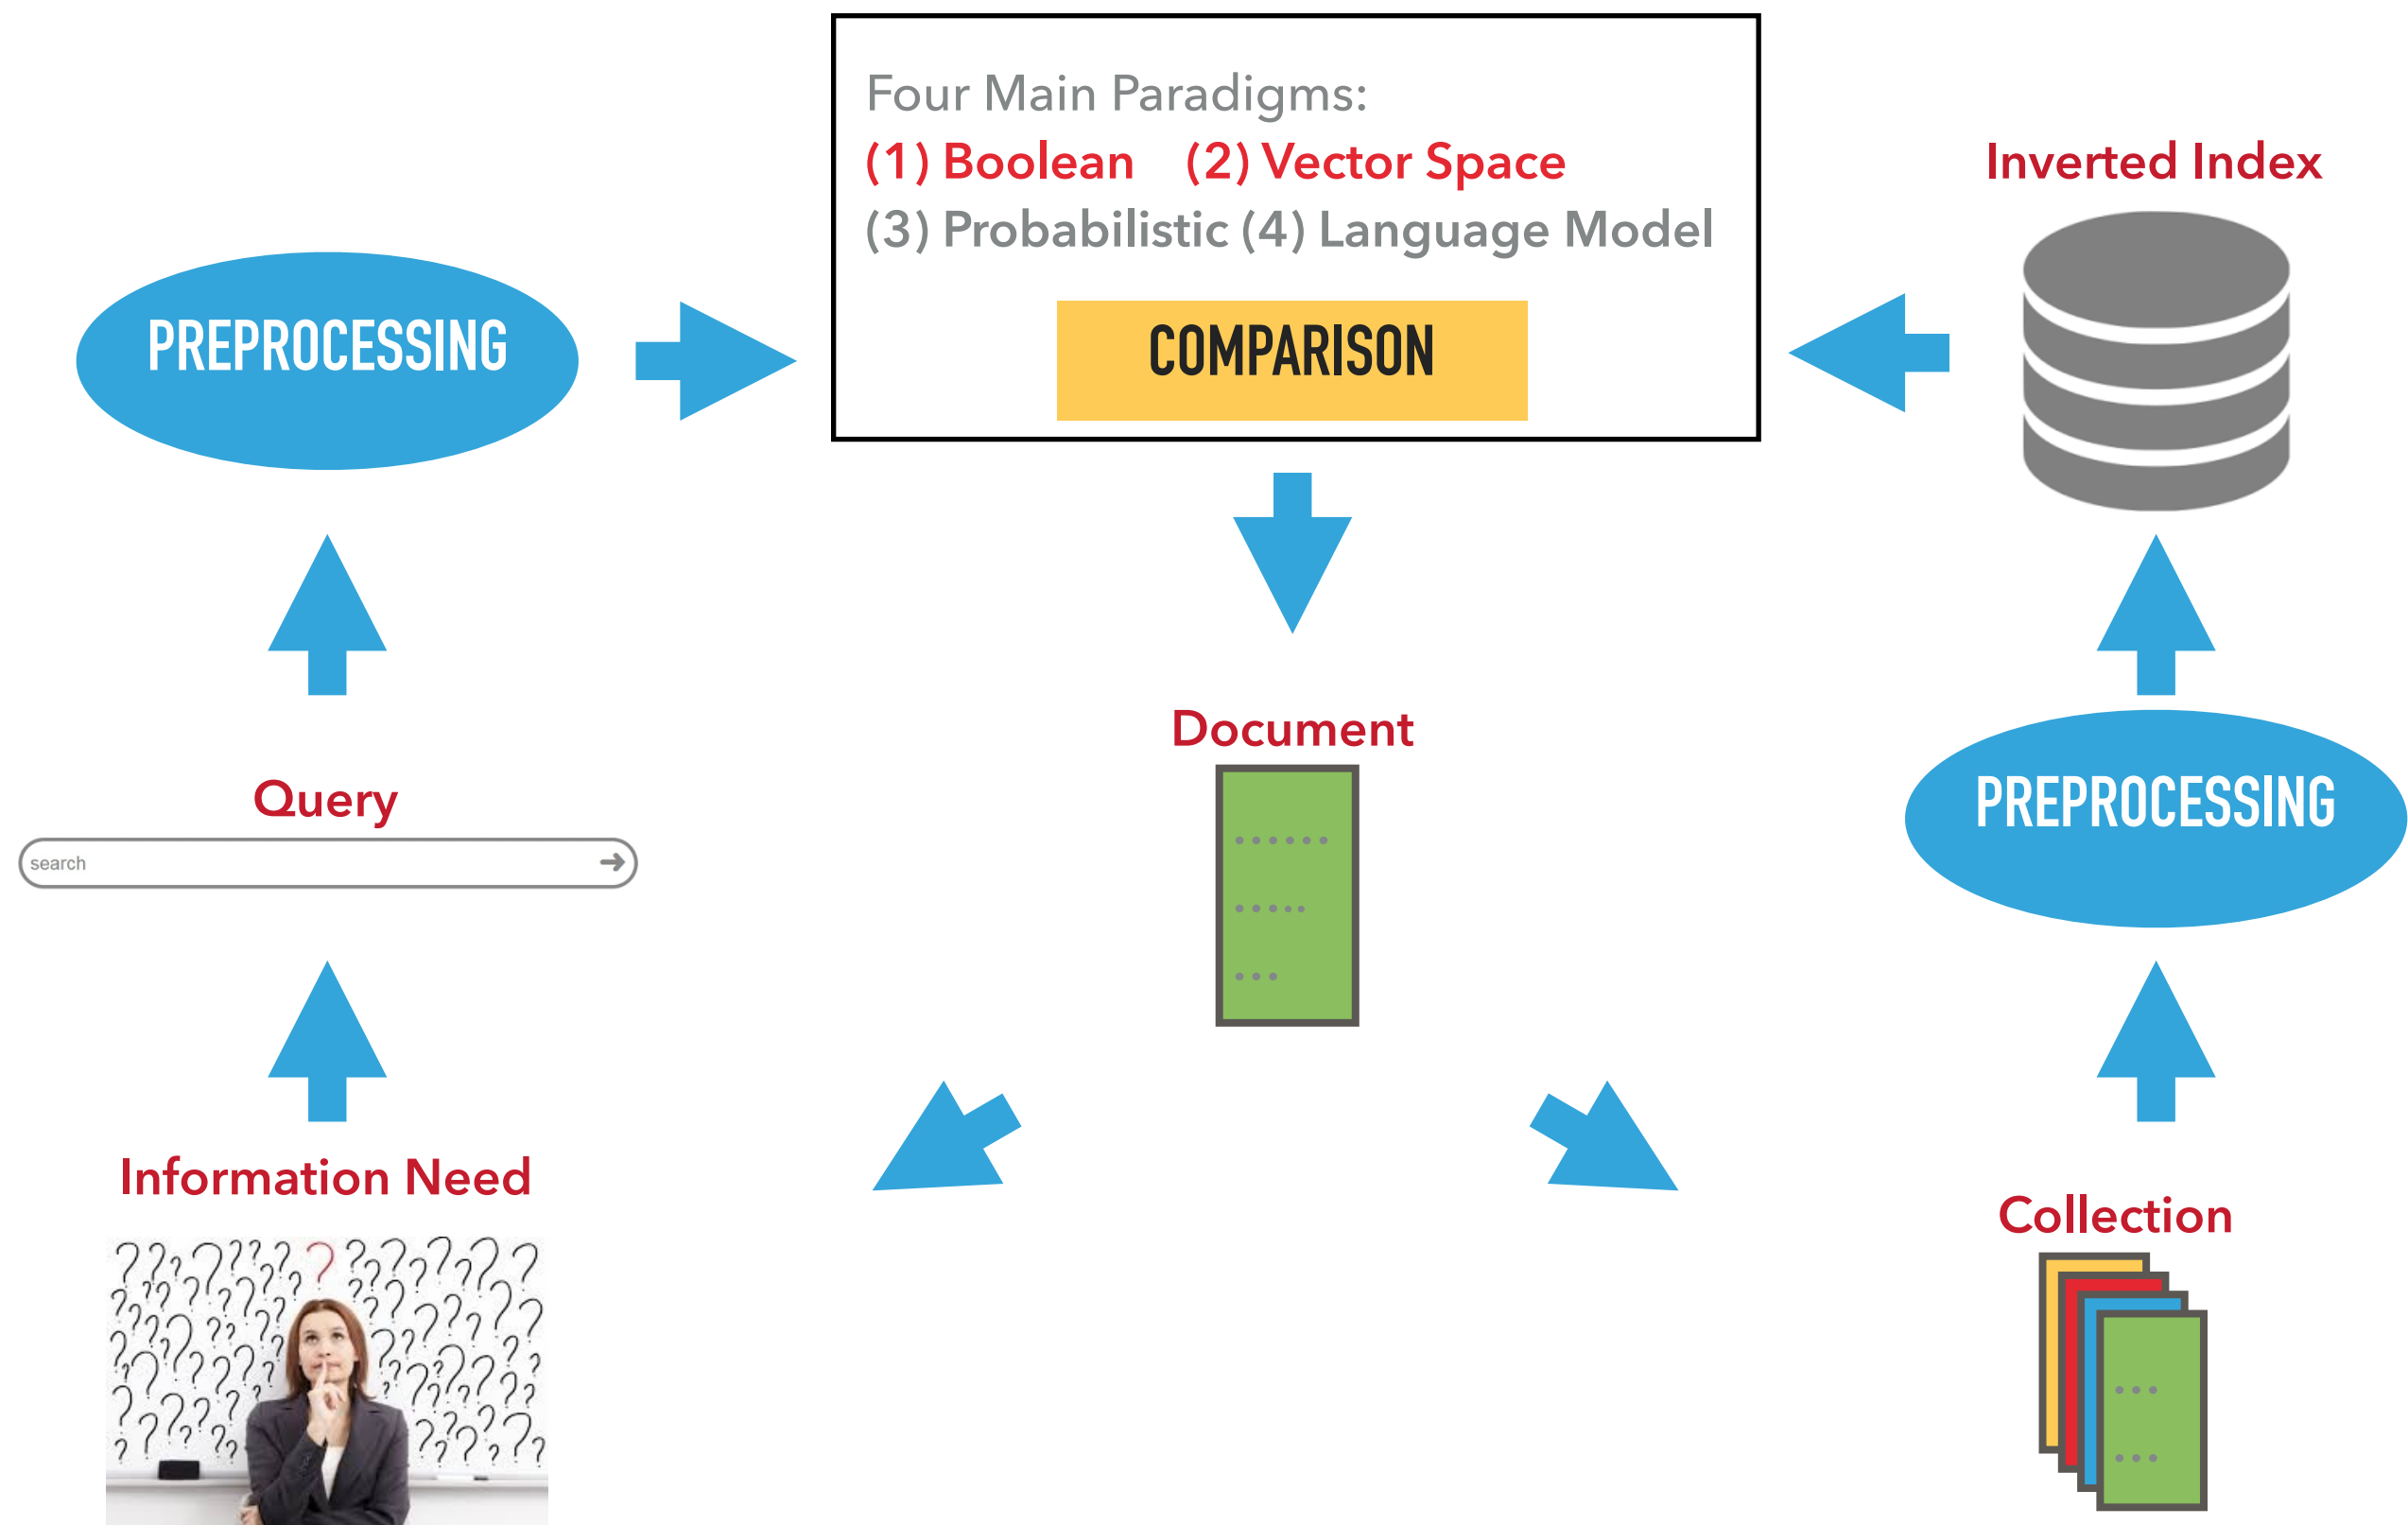 Four Main Paradigms:
(1) Boolean (2) Vector Space
(3) Probabilistic (4) Language Model
COMPARISON
Inverted Index
PREPROCESSING
Document
Query
search
PREPROCESSING
Information Need
Collection